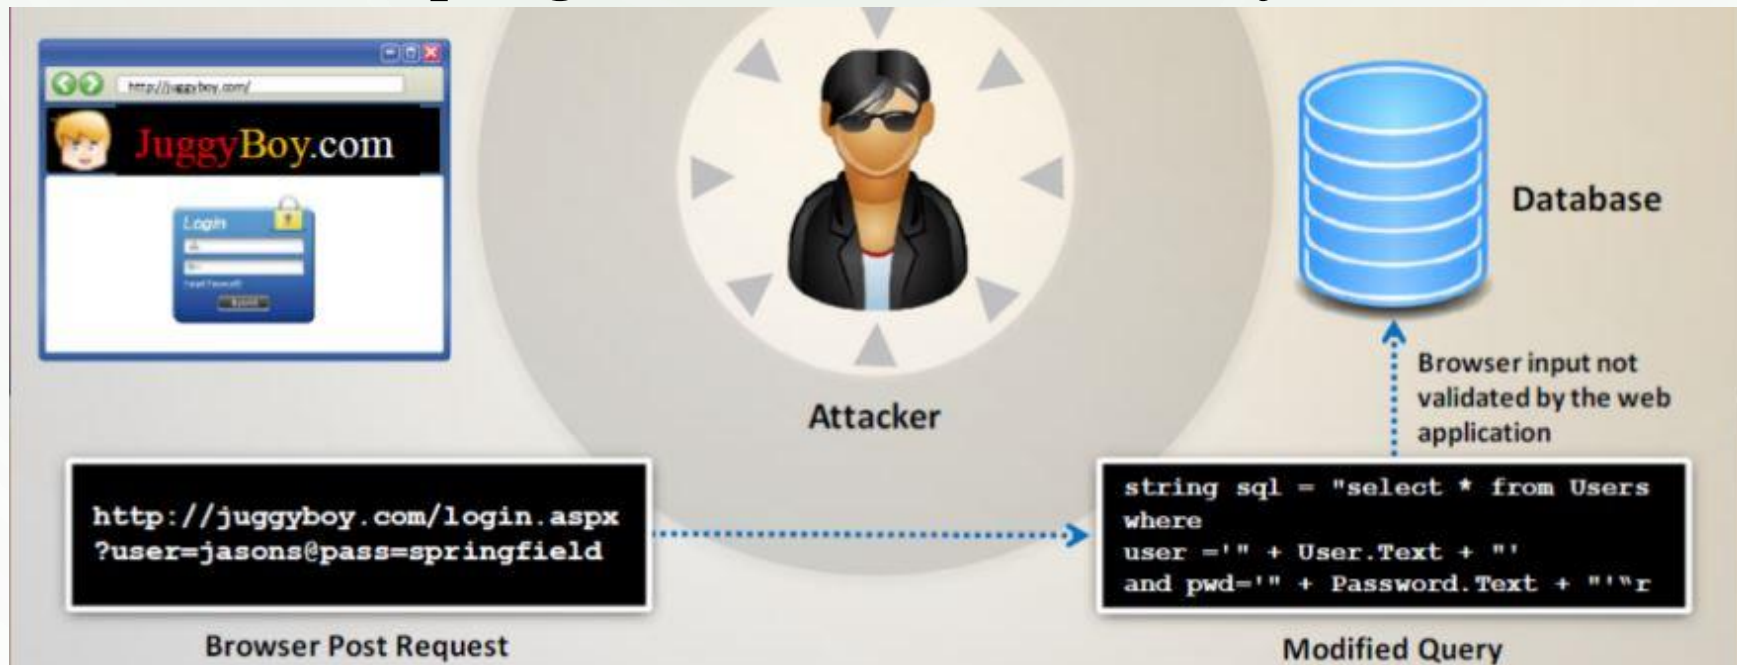 http://juggyboy.com/
JuggyBoy.com
Login
Attacker
Database
Browser input not
validated by the web
application
http://juggyboy.com/login.aspx
?user=jasons@pass=springfield
Browser Post Request
string sql = "select * from Users
where
user ='" + User.Text + "'
and pwd='" + Password.Text + "'“r
Modified Query